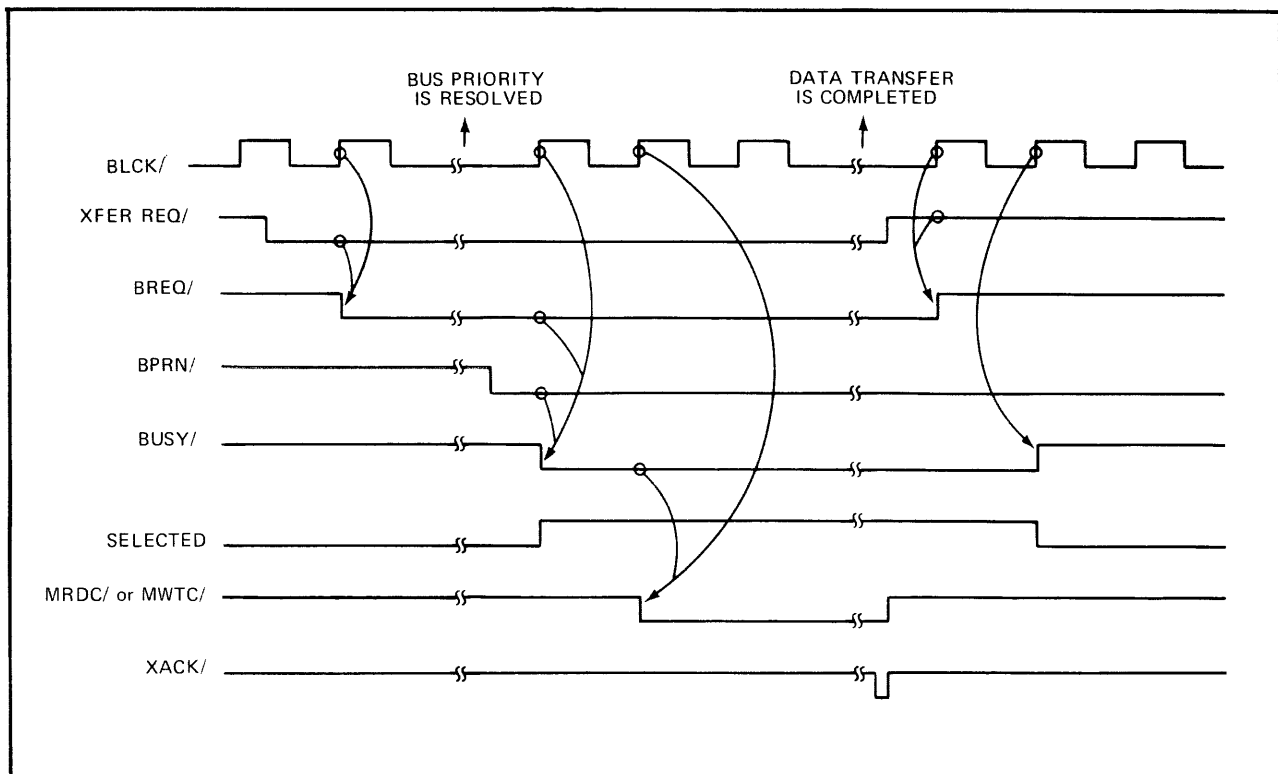 BUS PRIORITY
IS RESOLVED
DATA TRANSFER
IS COMPLETED
BLCK/
XFER REQ/
BREQ/
BPRN/
BUSY/
SELECTED
MRDC/ or MWTC/
XACK/